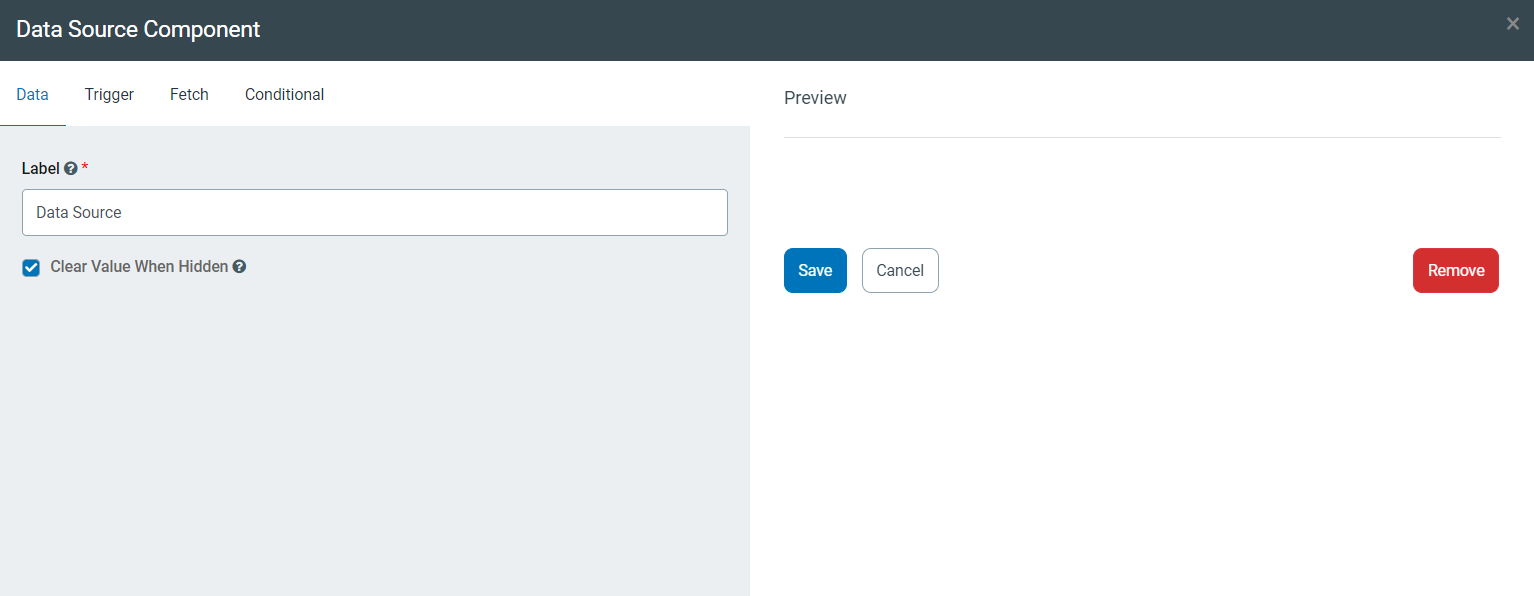 Data Source Component
Data Trigger Fetch Conditional
Preview
Label *
Data Source
Clear Value When Hidden
Save Cancel Remove